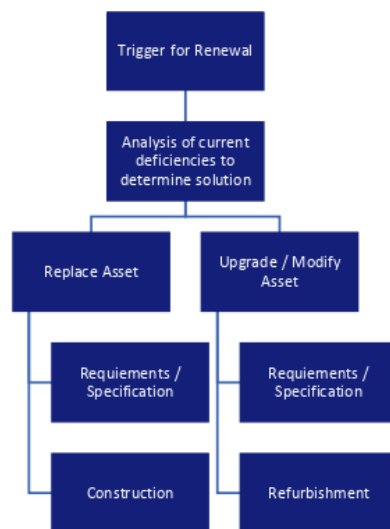 Trigger for Renewal
Analysis of current
deficiencies to
determine solution
Replace Asset
Upgrade / Modify
Asset
Requiements /
Specification
Requiements /
Specification
Construction
Refurbishment